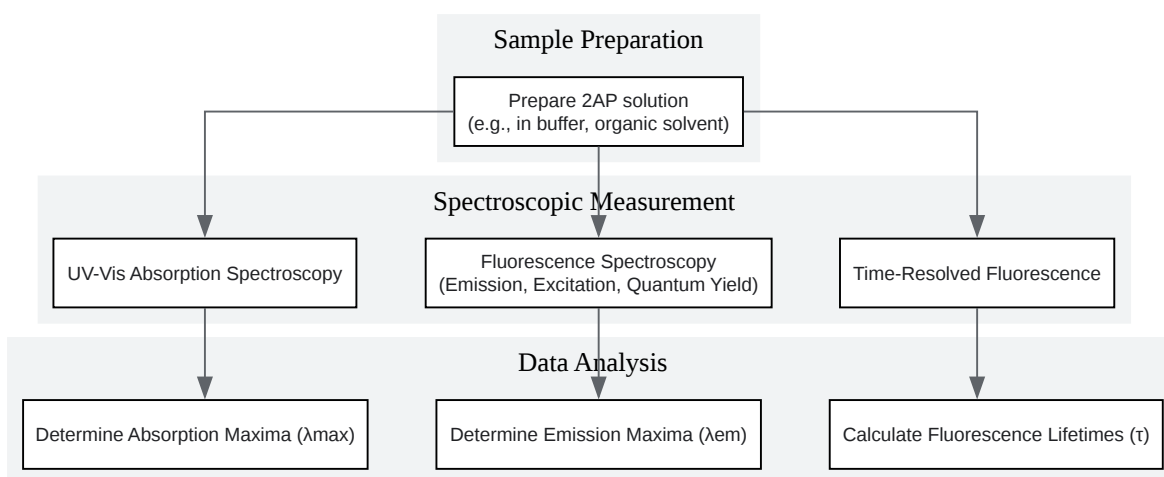 Sample Preparation
Prepare 2AP solution
(e.g., in buffer, organic solvent)
Spectroscopic Measurement
UV-Vis Absorption Spectroscopy
Fluorescence Spectroscopy
(Emission, Excitation, Quantum Yield)
Time-Resolved Fluorescence
Data Analysis
Determine Absorption Maxima (λmax)
Determine Emission Maxima (λem)
Calculate Fluorescence Lifetimes (τ)